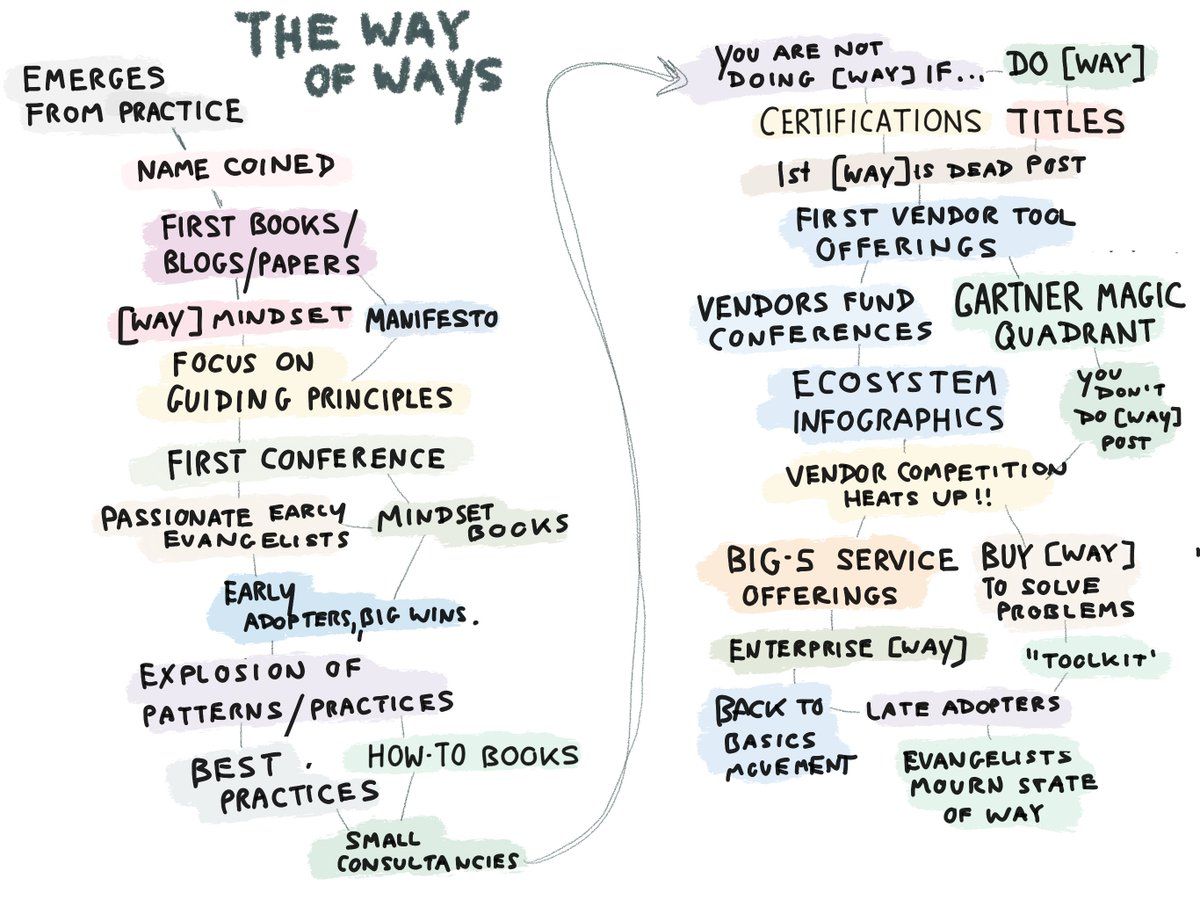 THE WAY
OF WAYS
EMERGES
FROM PRACTICE
NAME COINED
FIRST BOOKS/
BLOGS/PAPERS
[WAY] MINDSET
MANIFESTO
FOCUS ON
GUIDING PRINCIPLES
FIRST CONFERENCE
PASSIONATE EARLY
EVANGELISTS
MINDSET
BOOKS
EARLY
ADOPTERS, BIG WINS.
EXPLOSION OF
PATTERNS/PRACTICES
BEST .
PRACTICES
HOW-TO BOOKS
SMALL
CONSULTANCIES
YOU ARE NOT
DOING [WAY] IF...
DO [WAY]
CERTIFICATIONS
TITLES
1st [WAY] IS DEAD POST
FIRST VENDOR TOOL
OFFERINGS
VENDORS FUND
CONFERENCES
GARTNER MAGIC
QUADRANT
ECOSYSTEM
INFOGRAPHICS
YOU
DON'T
DO [WAY]
POST
VENDOR COMPETITION
HEATS UP!!
BIG-5 SERVICE
OFFERINGS
BUY [WAY]
TO SOLVE
PROBLEMS
ENTERPRISE [WAY]
"TOOLKIT'
BACK TO
BASICS
MOVEMENT
LATE ADOPTERS
EVANGELISTS
MOURN STATE
OF WAY